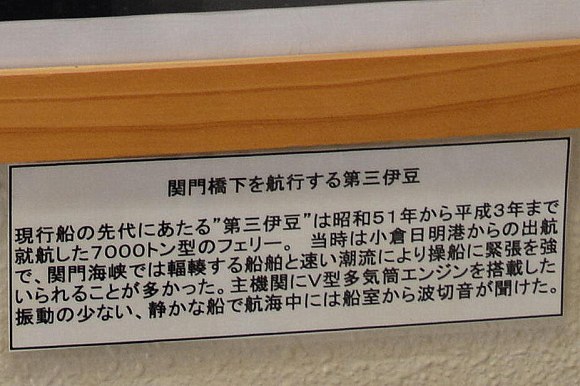 関門橋下を航行する第三伊豆
現行船の先代にあたる”第三伊豆”は昭和51年から平成3年まで
就航した7000トン型のフェリー。 当時は小倉日明港からの出航
で、関門海峡では輻輳する船舶と速い潮流により操船に緊張を強
いられることが多かった。主機関にV型多気筒エンジンを搭載した
振動の少ない、静かな船で航海中には船室から波切音が聞けた。